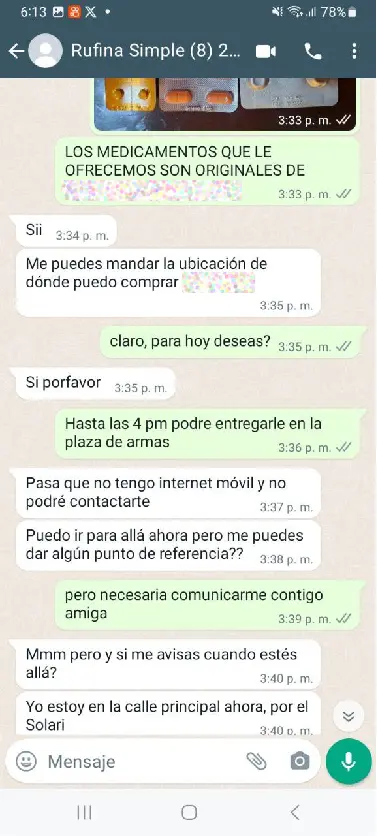 6:13
78%
Rufina Simple (8) 2...
3:33 p. m.
LOS MEDICAMENTOS QUE LE
OFRECEMOS SON ORIGINALES DE
3:33 p. m.
Sii 3:34 p. m.
Me puedes mandar la ubicación de
dónde puedo comprar
3:35 p. m.
claro, para hoy deseas? 3:35 p. m.
Si porfavor 3:35 p. m.
Hasta las 4 pm podre entregarle en la
plaza de armas 3:36 p. m.
Pasa que no tengo internet móvil y no
podré contactarte 3:37 p. m.
Puedo ir para allá ahora pero me puedes
dar algún punto de referencia?? 3:38 p. m.
pero necesaria comunicarme contigo
amiga 3:39 p. m.
Mmm pero y si me avisas cuando estés
allá? 3:40 p. m.
Yo estoy en la calle principal ahora, por el
Solari 3:40 p. m.
Mensaje